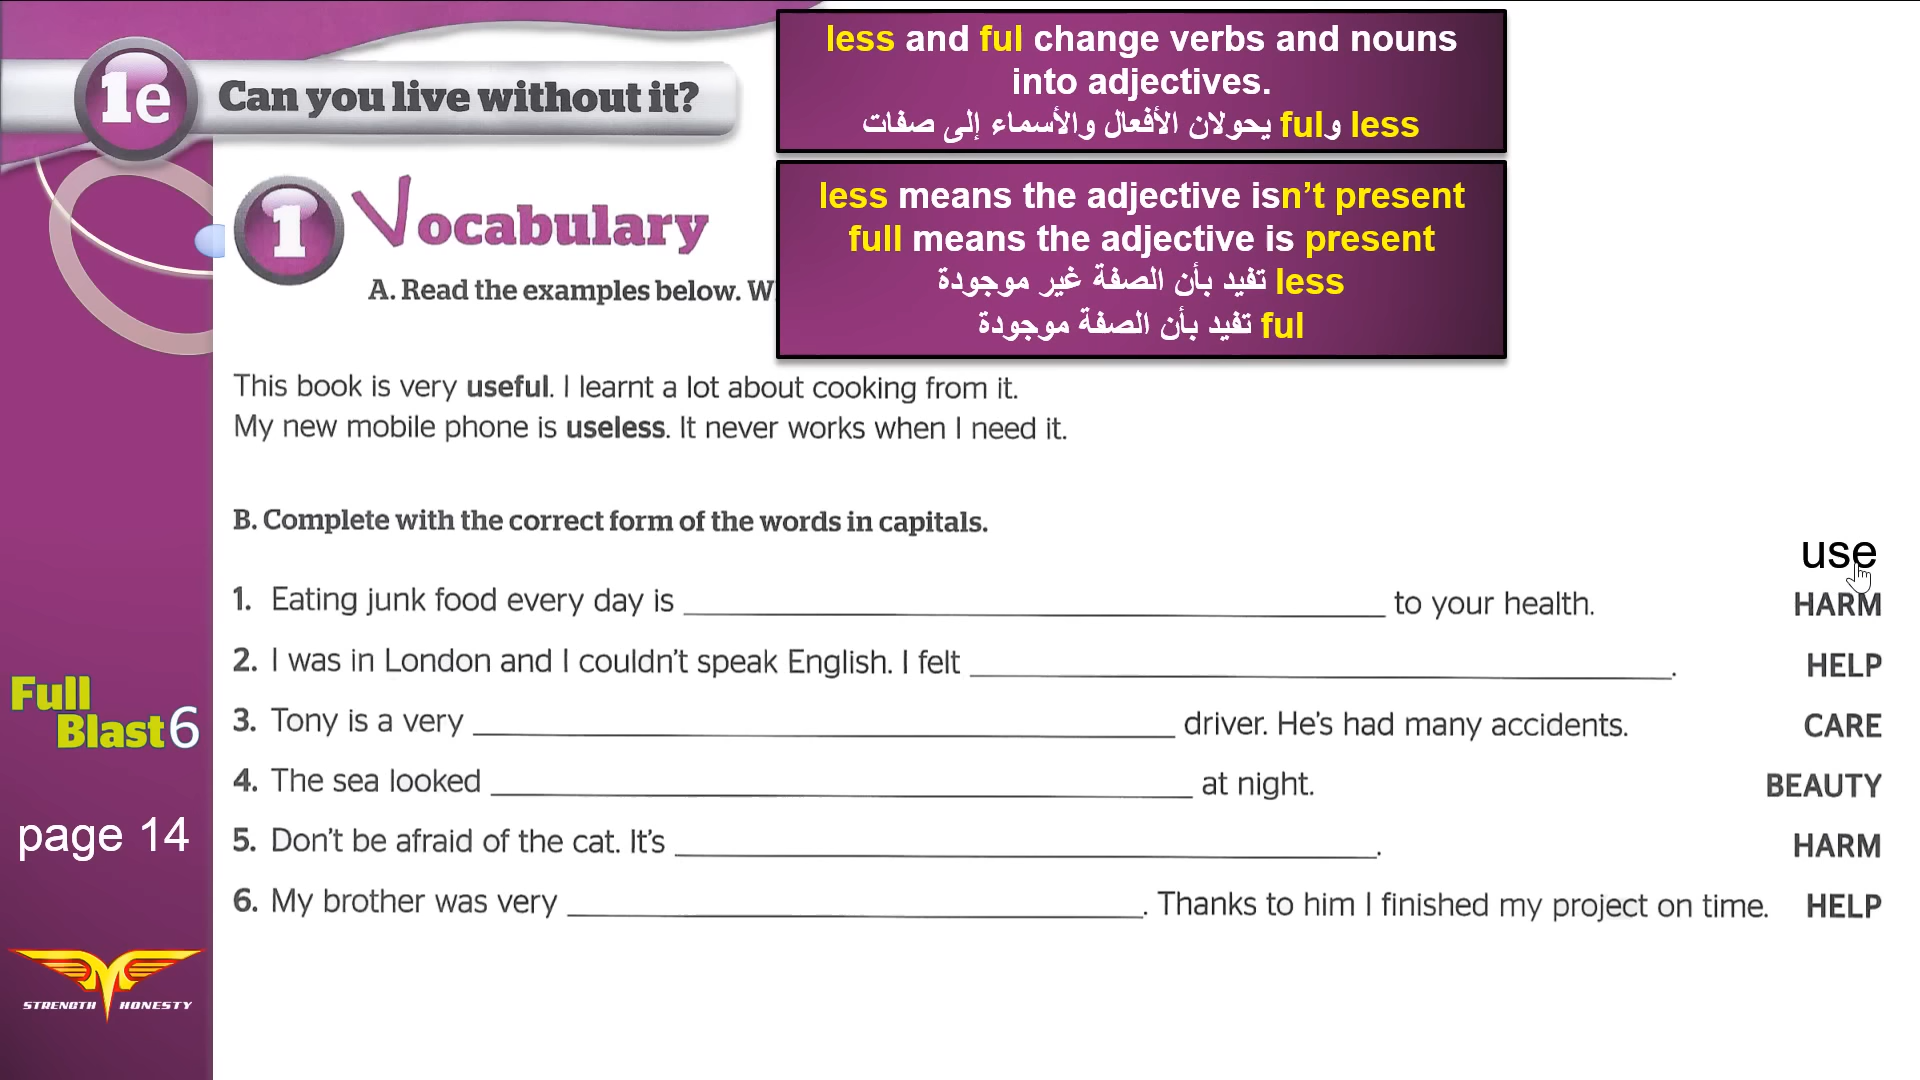 1e Can you live without it?
less and ful change verbs and nouns
into adjectives.
less وful يحولان الأفعال والأسماء إلى صفات
less means the adjective isn't present
full means the adjective is present
less تفيد بأن الصفة غير موجودة
ful تفيد بأن الصفة موجودة
1 Vocabulary
A. Read the examples below.
This book is very useful. I learnt a lot about cooking from it.
My new mobile phone is useless. It never works when I need it.
B. Complete with the correct form of the words in capitals.
use
1. Eating junk food every day is ____ to your health. HARM
2. I was in London and I couldn't speak English. I felt ____. HELP
3. Tony is a very ____ driver. He's had many accidents. CARE
4. The sea looked ____ at night. BEAUTY
5. Don't be afraid of the cat. It's ____. HARM
6. My brother was very ____. Thanks to him I finished my project on time. HELP
Full
Blast 6
page 14
STRENGTH HONESTY